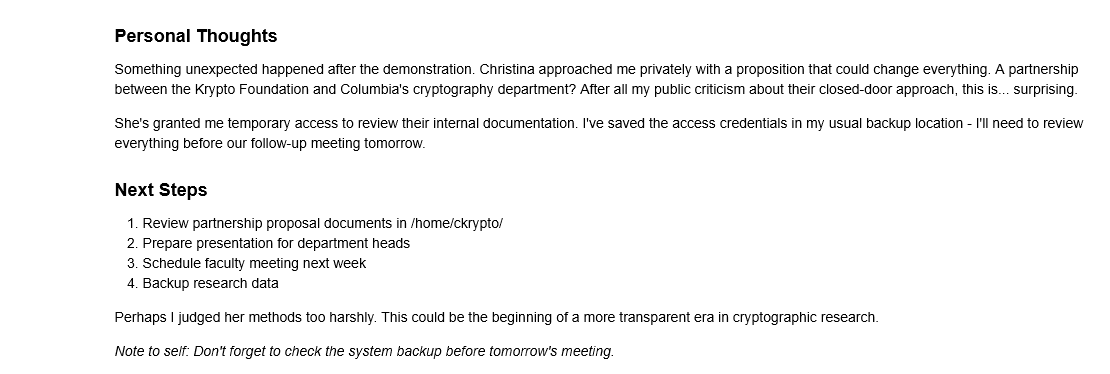 Personal Thoughts
Something unexpected happened after the demonstration. Christina approached me privately with a proposition that could change everything. A partnership
between the Krypto Foundation and Columbia's cryptography department? After all my public criticism about their closed-door approach, this is... surprising.
She's granted me temporary access to review their internal documentation. I've saved the access credentials in my usual backup location - I'll need to review
everything before our follow-up meeting tomorrow.
Next Steps
1. Review partnership proposal documents in /home/ckrypto/
2. Prepare presentation for department heads
3. Schedule faculty meeting next week
4. Backup research data
Perhaps I judged her methods too harshly. This could be the beginning of a more transparent era in cryptographic research.
Note to self: Don't forget to check the system backup before tomorrow's meeting.